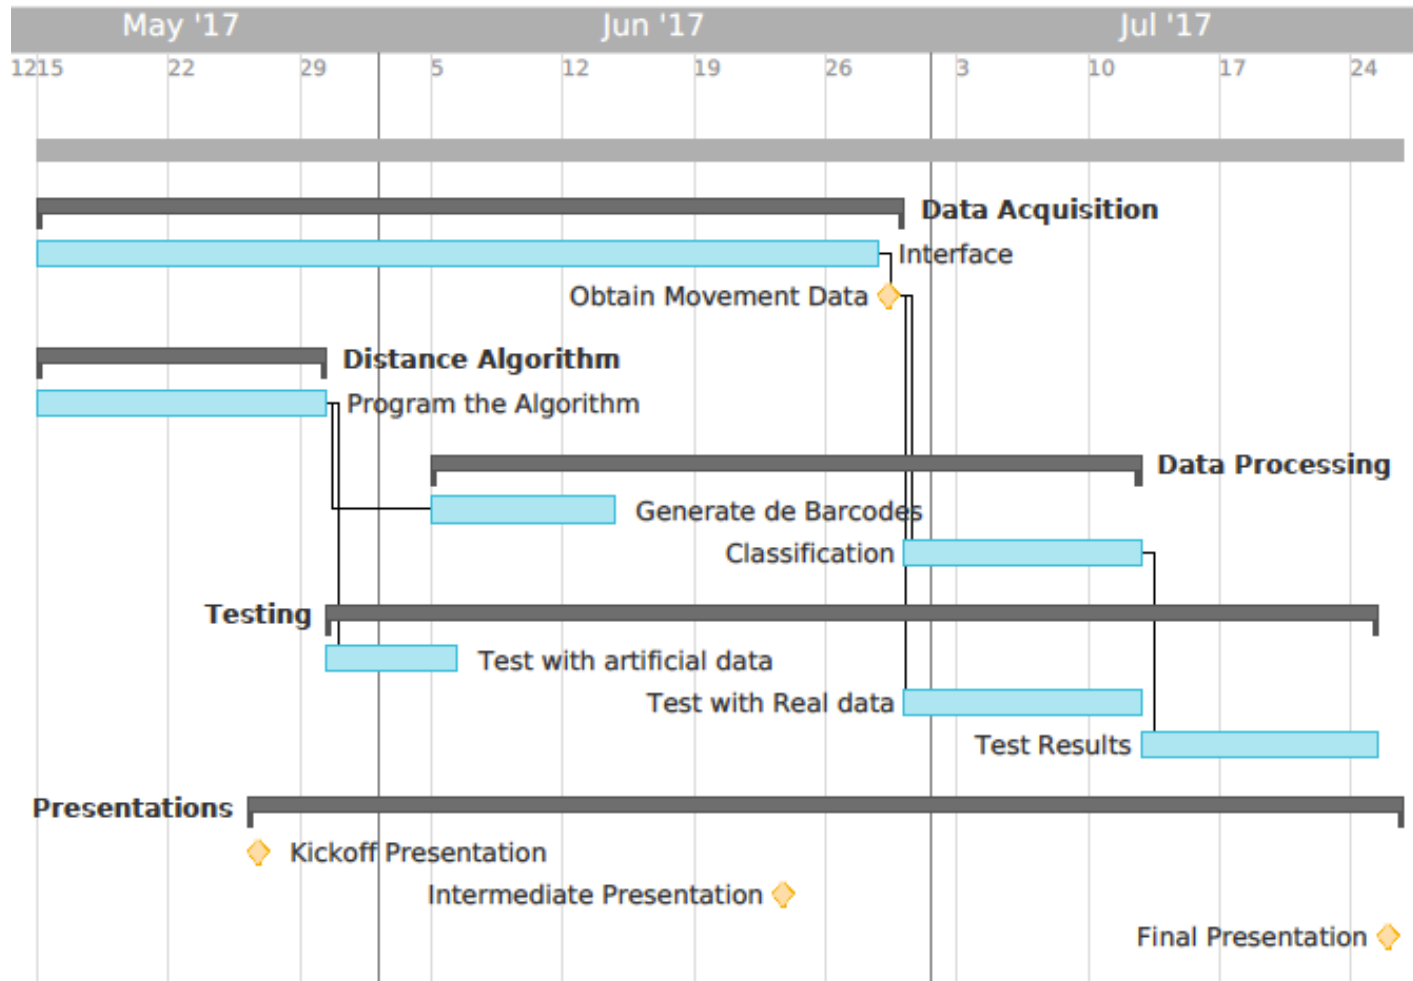 May '17 Jun '17 Jul '17
1215 22 29 5 12 19 26 3 10 17 24
Data Acquisition
Interface
Obtain Movement Data
Distance Algorithm
Program the Algorithm
Data Processing
Generate de Barcodes
Classification
Testing
Test with artificial data
Test with Real data
Test Results
Presentations
Kickoff Presentation
Intermediate Presentation
Final Presentation